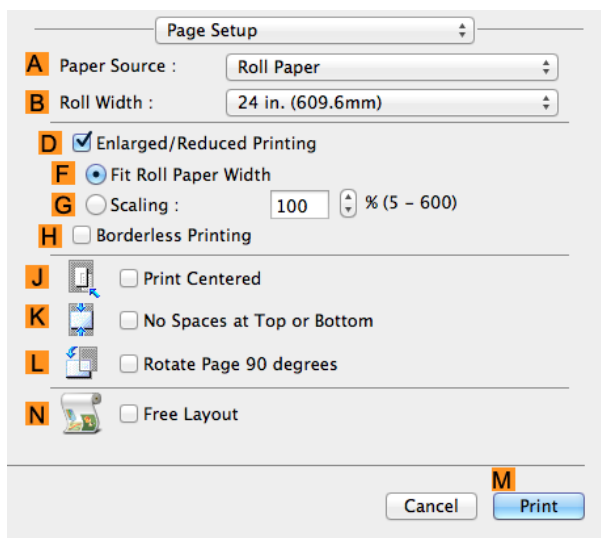 Page Setup
A Paper Source : Roll Paper
B Roll Width : 24 in. (609.6mm)
D Enlarged/Reduced Printing
F Fit Roll Paper Width
G Scaling : 100 % (5 – 600)
H Borderless Printing
J Print Centered
K No Spaces at Top or Bottom
L Rotate Page 90 degrees
N Free Layout
M
Cancel Print